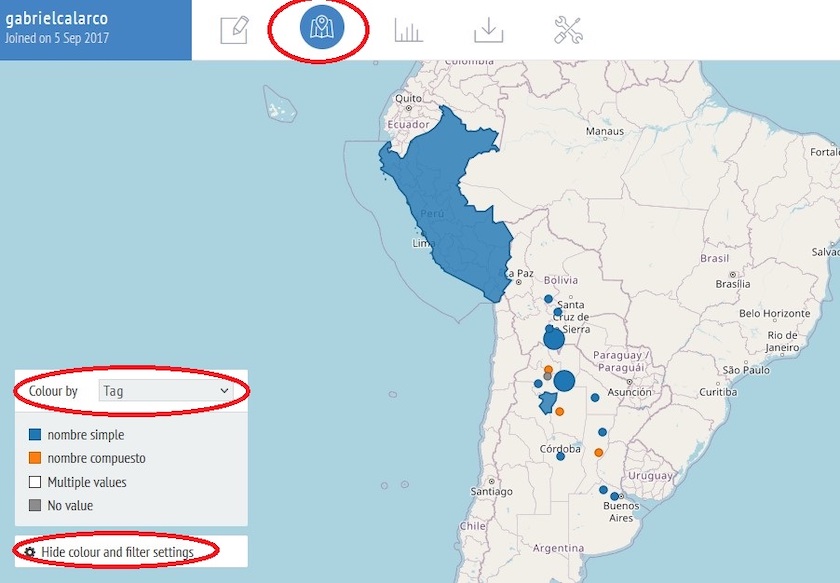 gabrielcalarco
Joined on 5 Sep 2017
Colombia
Quito
Ecuador
Manaus
Fortal
Perú
Lima
La Paz
Bolivia
Brasil
Salvac
Brasília
Santa
Cruz de
la Sierra
Belo Horizonte
Rio de
Janeiro
Paraguay /
Paraguái
São Paulo
Asunción
Curitiba
Córdoba
Uruguay
Santiago
Buenos
Aires
Chile
Argentina
Colour by
Tag
nombre simple
nombre compuesto
Multiple values
No value
Hide colour and filter settings